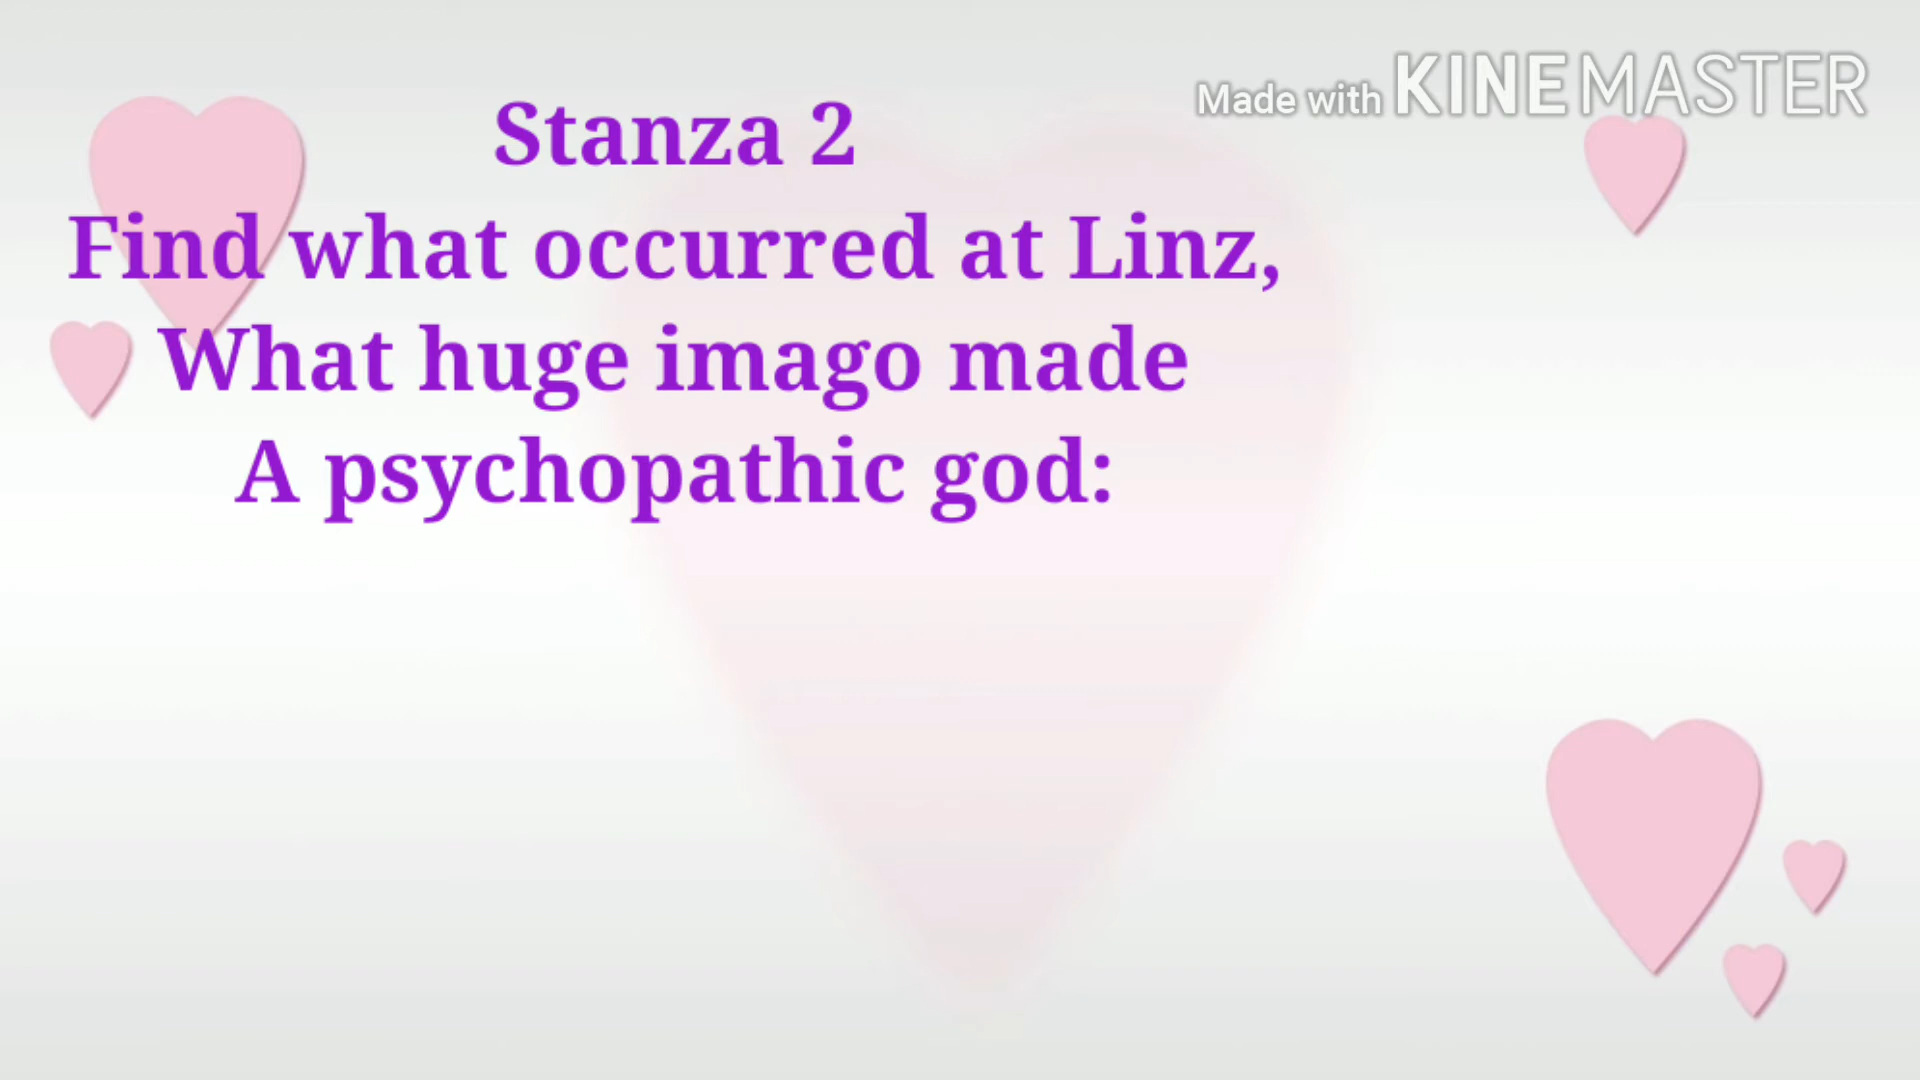 Made with KINEMASTER
Stanza 2
Find what occurred at Linz,
What huge imago made
A psychopathic god: